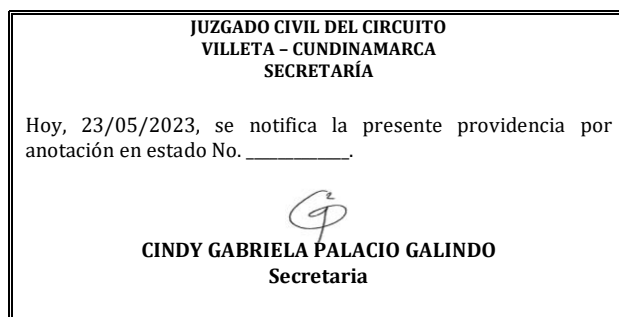 JUZGADO CIVIL DEL CIRCUITO
VILLETA – CUNDINAMARCA
SECRETARÍA
Hoy, 23/05/2023, se notifica la presente providencia por
anotación en estado No. ____________.
CINDY GABRIELA PALACIO GALINDO
Secretaria